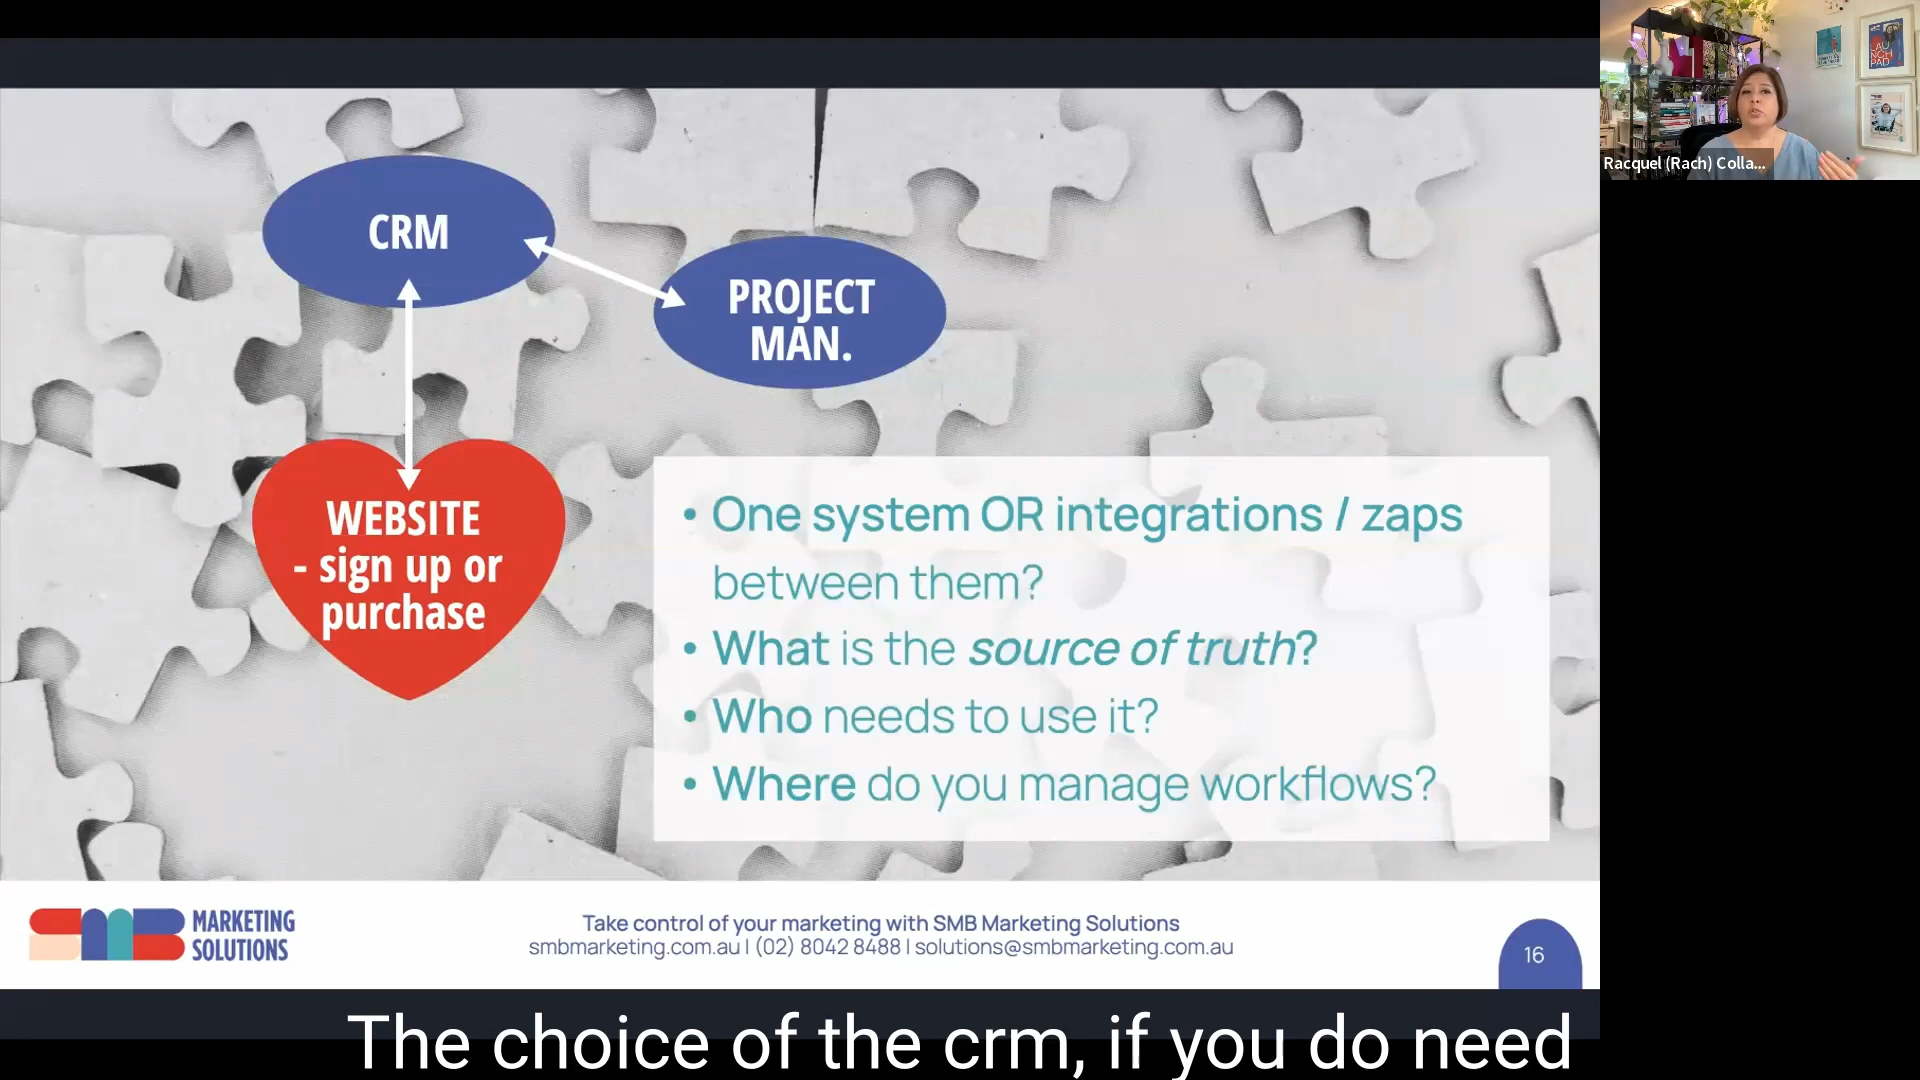 CRM
PROJECT
MAN.
WEBSITE
- sign up or
purchase
• One system OR integrations / zaps
between them?
• What is the source of truth?
• Who needs to use it?
• Where do you manage workflows?
MARKETING
SOLUTIONS
Take control of your marketing with SMB Marketing Solutions
smbmarketing.com.au | (02) 8042 8488 | solutions@smbmarketing.com.au
16
LAU
NCH
PAD
Racquel (Rach) Colla...
The choice of the crm, if you do need